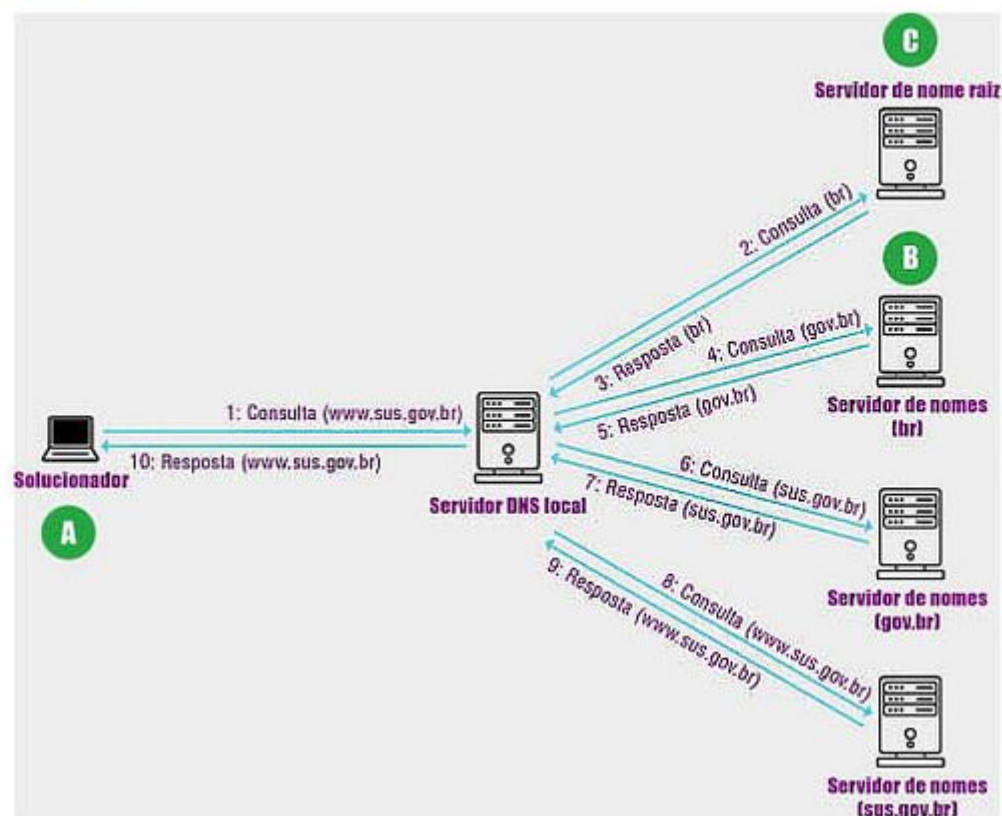 C
Servidor de nome raiz
2: Consulta (br)
3: Resposta (br)
B
4: Consulta (gov.br)
5: Resposta (gov.br)
Servidor de nomes
(br)
1: Consulta (www.sus.gov.br)
10: Resposta (www.sus.gov.br)
Solucionador
A
Servidor DNS local
6: Consulta (sus.gov.br)
7: Resposta (sus.gov.br)
Servidor de nomes
(gov.br)
8: Consulta (www.sus.gov.br)
9: Resposta (www.sus.gov.br)
Servidor de nomes
(sus.gov.br)